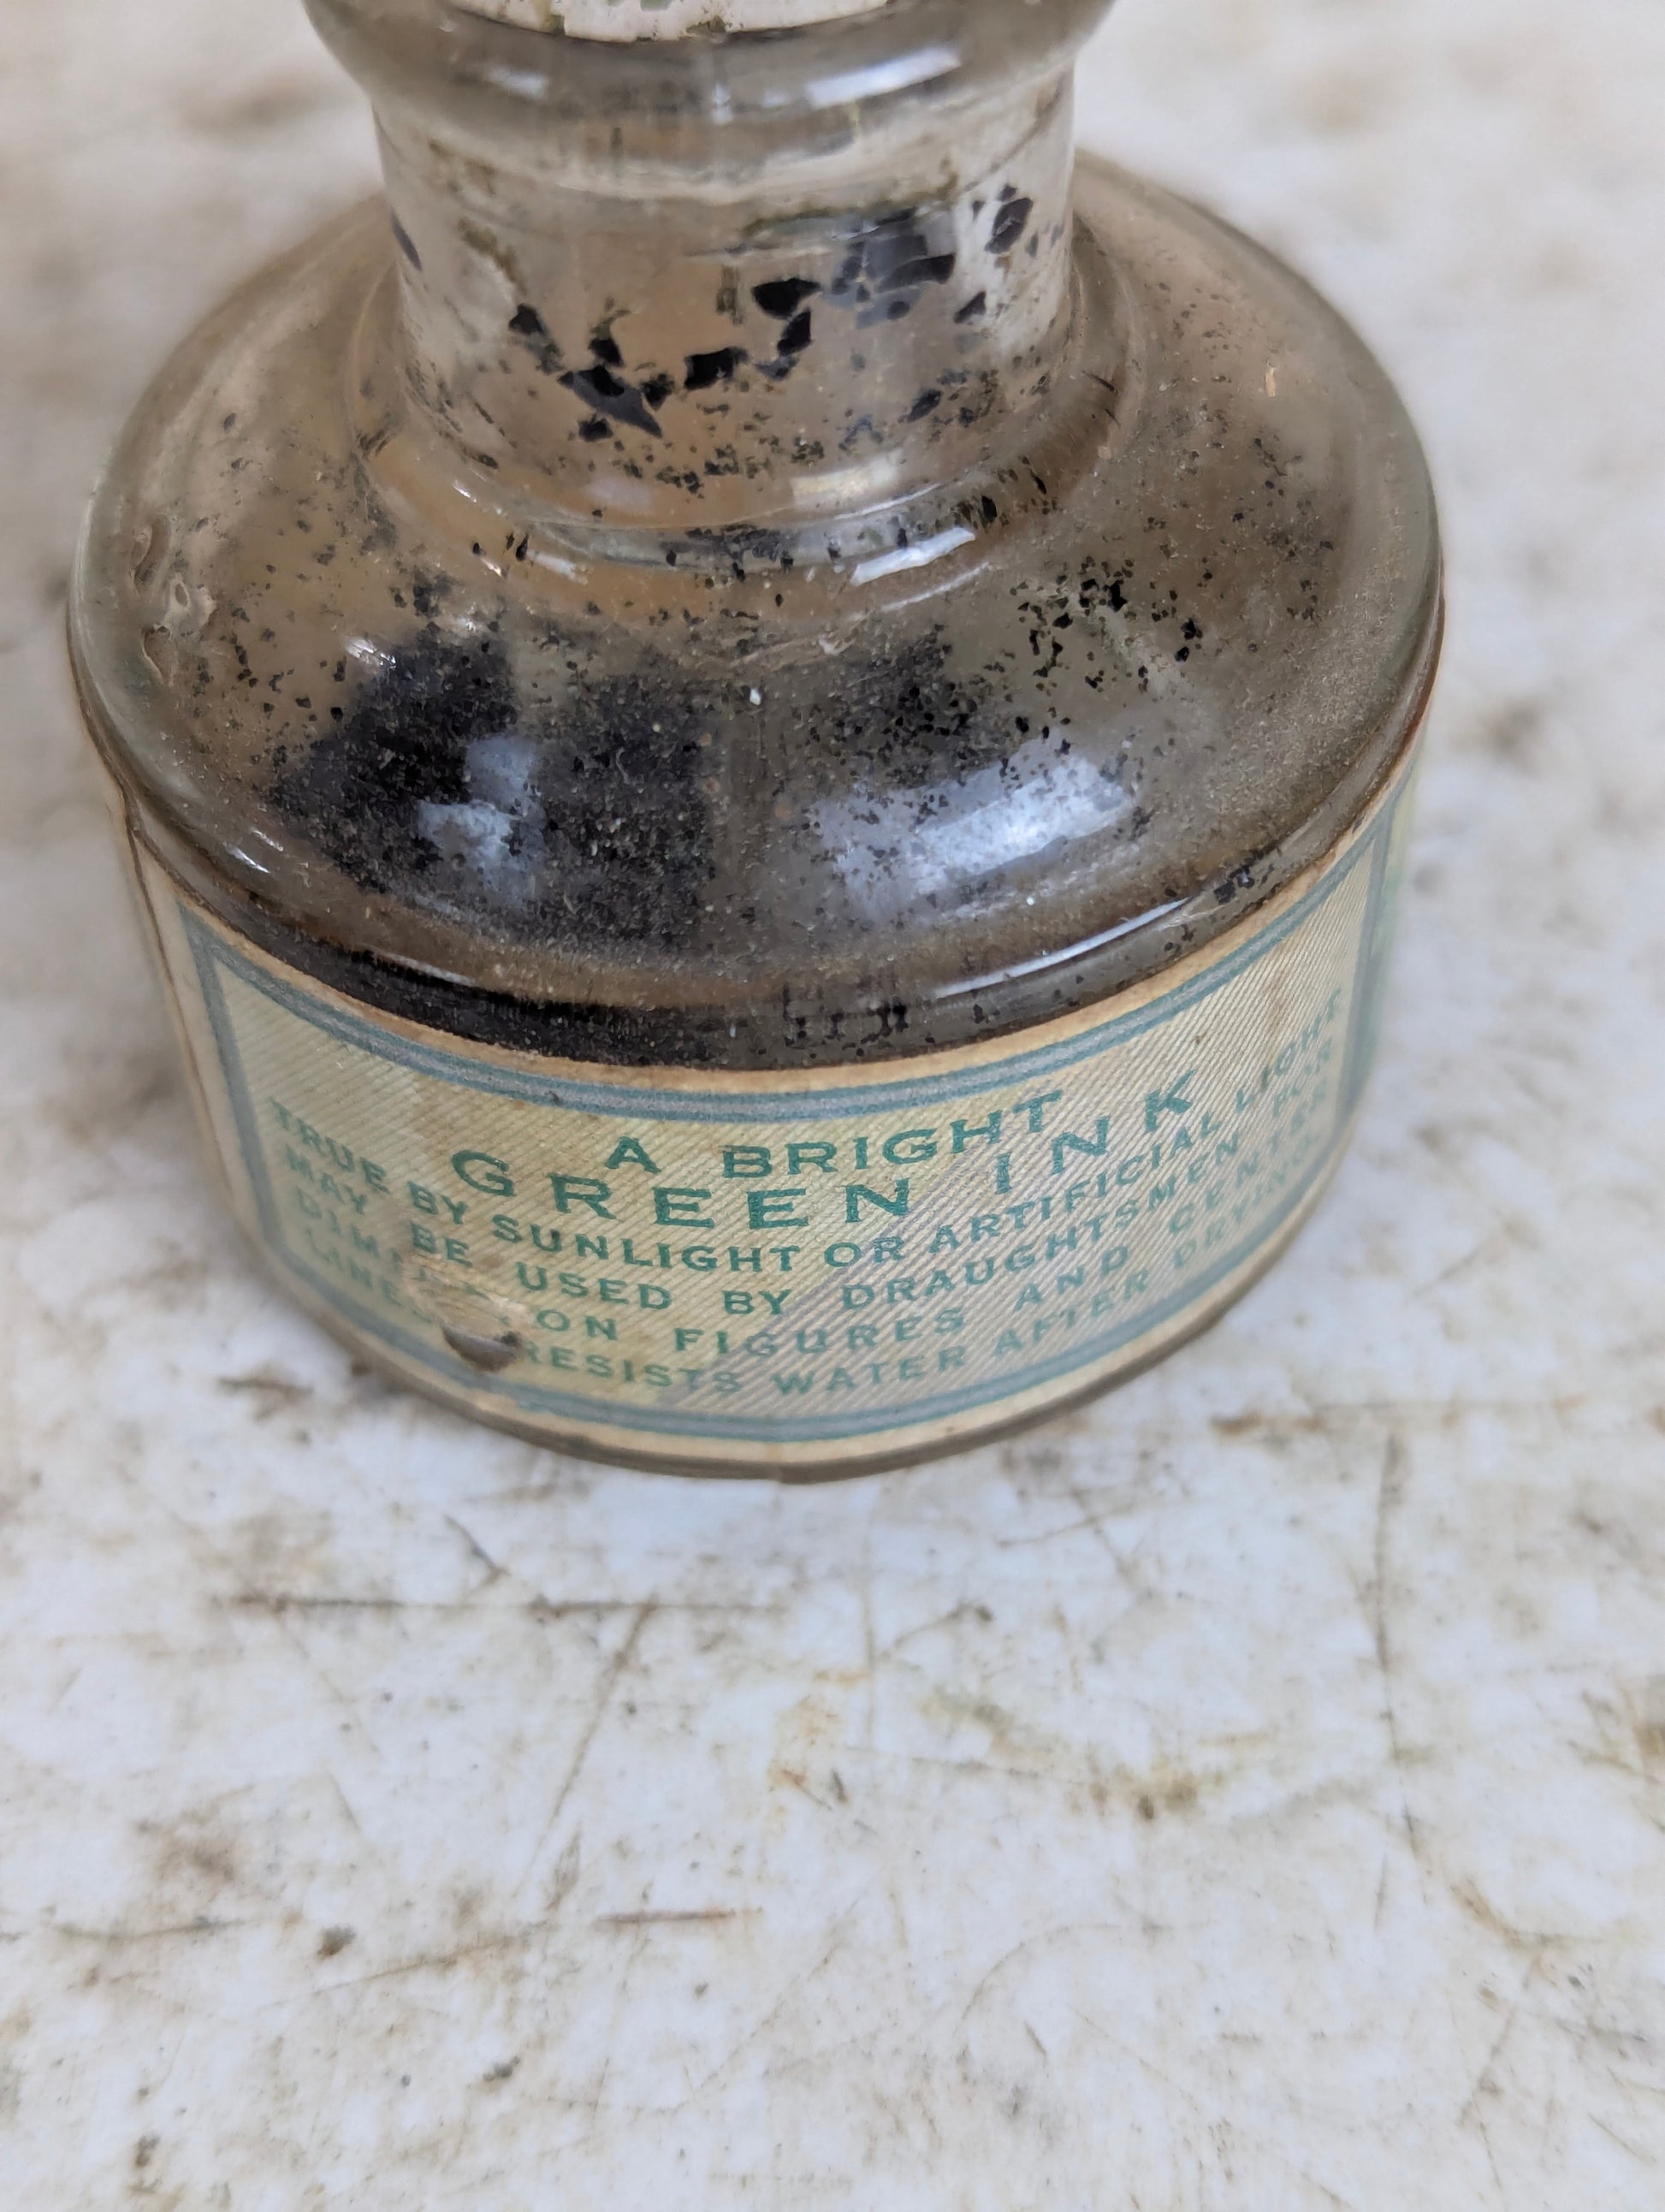 A BRIGHT
GREEN INK
TRUE BY SUNLIGHT OR ARTIFICIAL LIGHT
MAY BE USED BY DRAUGHTSMEN FOR
ON FIGURES AND CENTER
LINES RESISTS WATER AFTER DRYING.